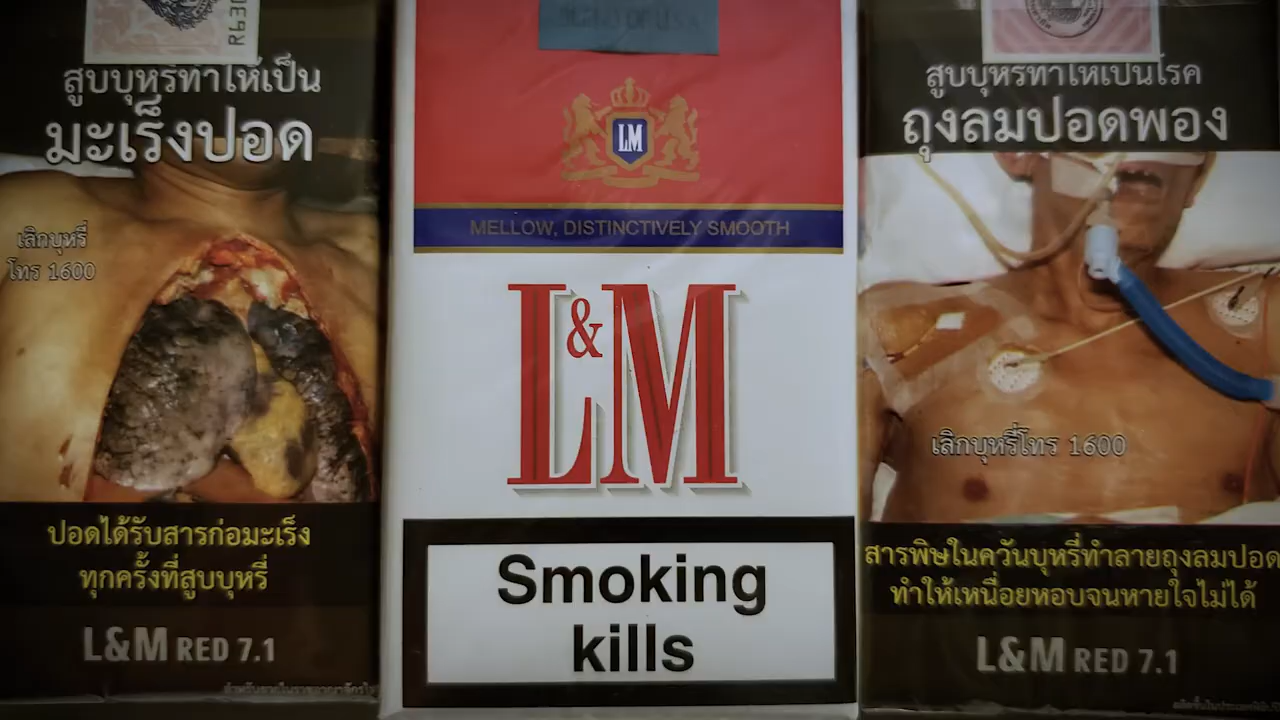 สูบบุหรี่ทำให้เป็น
มะเร็งปอด
เลิกบุหรี่
โทร 1600
ปอดได้รับสารก่อมะเร็ง
ทุกครั้งที่สูบบุหรี่
L&M RED 7.1
LM
MELLOW, DISTINCTIVELY SMOOTH
L&M
Smoking
kills
สูบบุหรี่ทำให้เป็นโรค
ถุงลมปอดพอง
เลิกบุหรี่โทร 1600
สารพิษในควันบุหรี่ทำลายถุงลมปอด
ทำให้เหนื่อยหอบจนหายใจไม่ได้
L&M RED 7.1